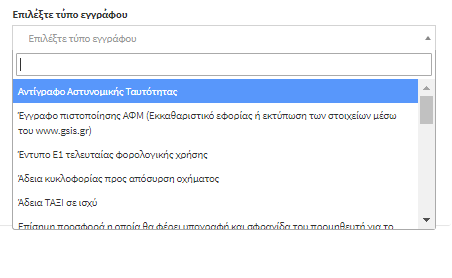 Επιλέξτε τύπο εγγράφου
Επιλέξτε τύπο εγγράφου
Αντίγραφο Αστυνομικής Ταυτότητας
Έγγραφο πιστοποίησης ΑΦΜ (Εκκαθαριστικό εφορίας ή εκτύπωση των στοιχείων μέσω
του www.gsis.gr)
Έντυπο Ε1 τελευταίας φορολογικής χρήσης
Άδεια κυκλοφορίας προς απόσυρση οχήματος
Άδεια ΤΑΞΙ σε ισχύ
Επίσημη προσφορά η οποία θα φέρει υπογραφή και σφραγίδα του προμηθευτή για το